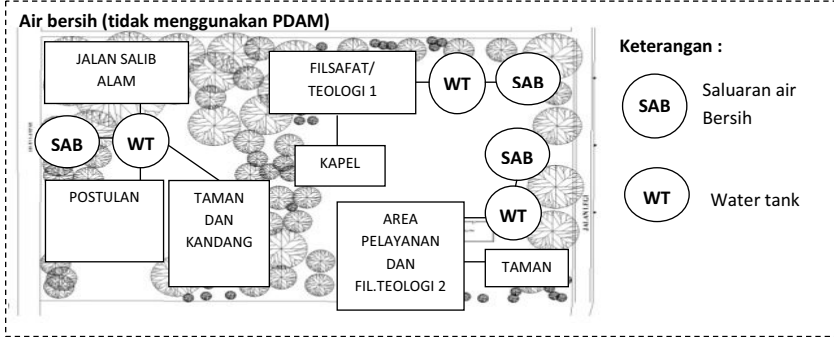 Air bersih (tidak menggunakan PDAM)
JALAN SALIB
ALAM
SAB
WT
POSTULAN
TAMAN
DAN
KANDANG
FILSAFAT/
TEOLOGI 1
WT
SAB
KAPEL
SAB
WT
AREA
PELAYANAN
DAN
FIL.TEOLOGI 2
TAMAN
Keterangan :
SAB
Saluaran air
Bersih
WT
Water tank